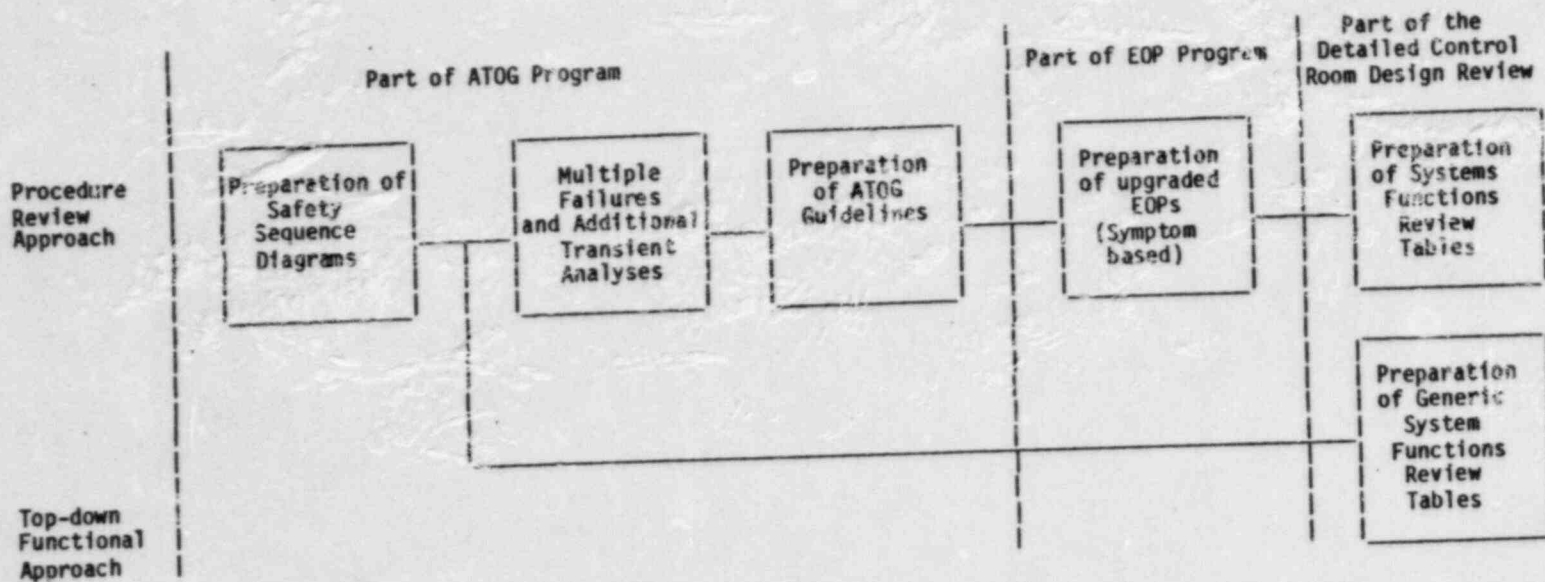 Part of ATOG Program
Part of EOP Program
Part of the
Detailed Control
Room Design Review
Procedure
Review
Approach
Preparation of
Safety
Sequence
Diagrams
Multiple
Failures
and Additional
Transient
Analyses
Preparation
of ATOG
Guidelines
Preparation
of upgraded
EOPs
(Symptom
based)
Preparation
of Systems
Functions
Review
Tables
Preparation
of Generic
System
Functions
Review
Tables
Top-down
Functional
Approach